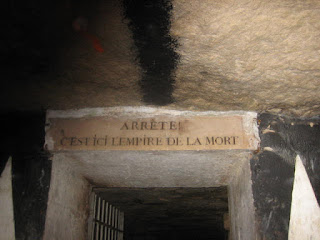 ARRÊTE!
C'EST ICI L'EMPIRE DE LA MORT